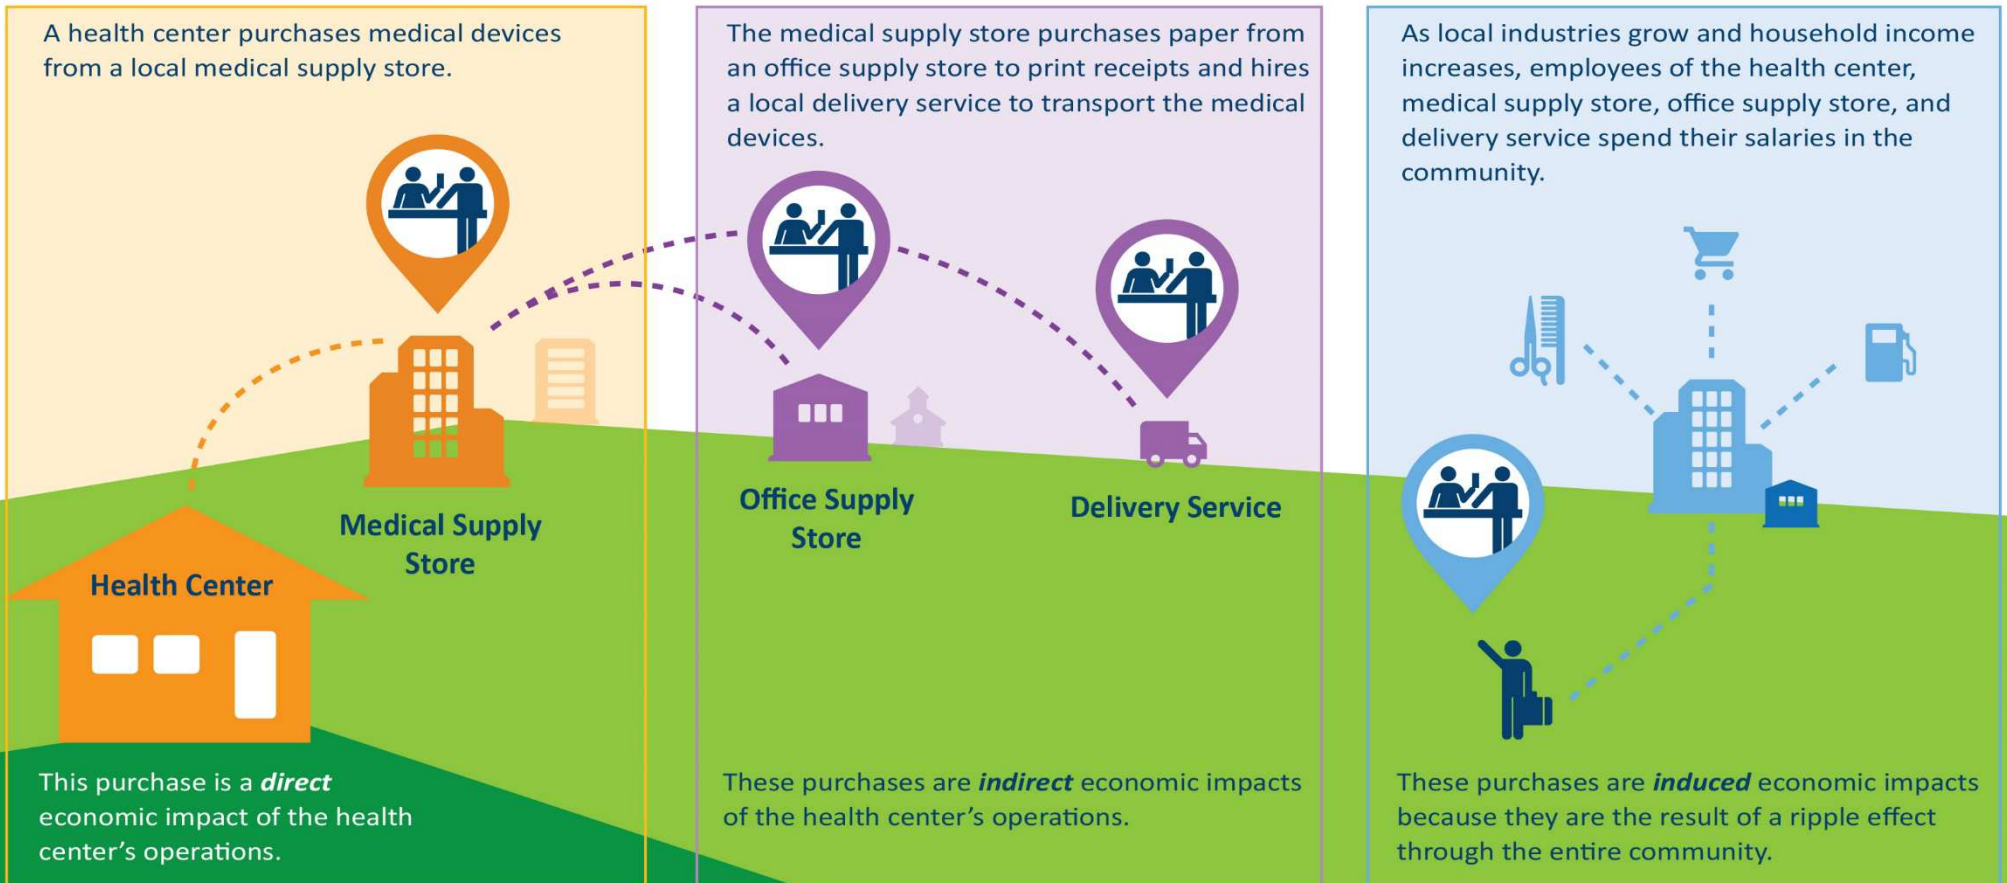 A health center purchases medical devices
from a local medical supply store.
Medical Supply
Store
Health Center
This purchase is a direct
economic impact of the health
center’s operations.
The medical supply store purchases paper from
an office supply store to print receipts and hires
a local delivery service to transport the medical
devices.
Office Supply
Store
Delivery Service
These purchases are indirect economic impacts
of the health center’s operations.
As local industries grow and household income
increases, employees of the health center,
medical supply store, office supply store, and
delivery service spend their salaries in the
community.
These purchases are induced economic impacts
because they are the result of a ripple effect
through the entire community.